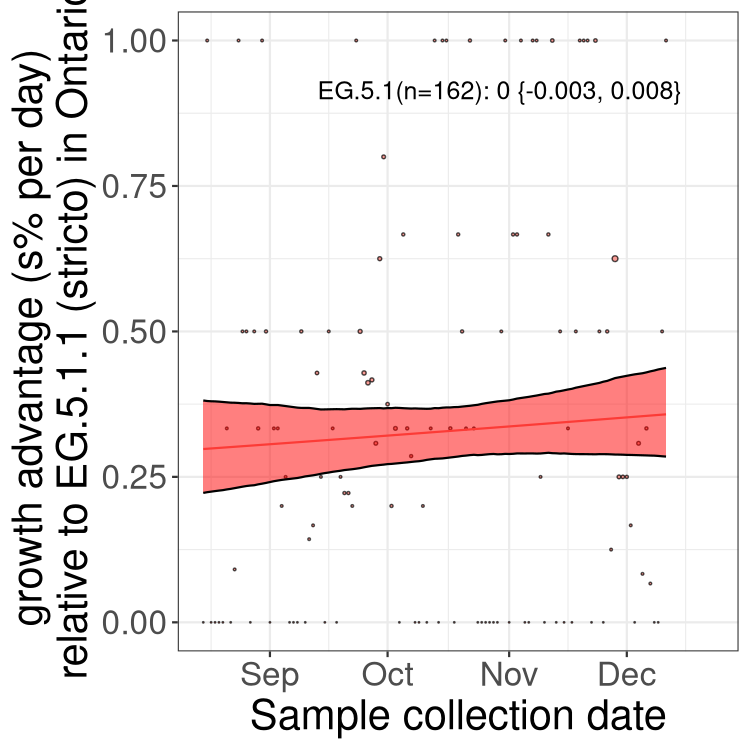 growth advantage (s% per day)
relative to EG.5.1.1 (stricto) in Ontario
1.00
EG.5.1(n=162): 0 {-0.003, 0.008}
0.75
0.50
0.25
0.00
Sep Oct Nov Dec
Sample collection date